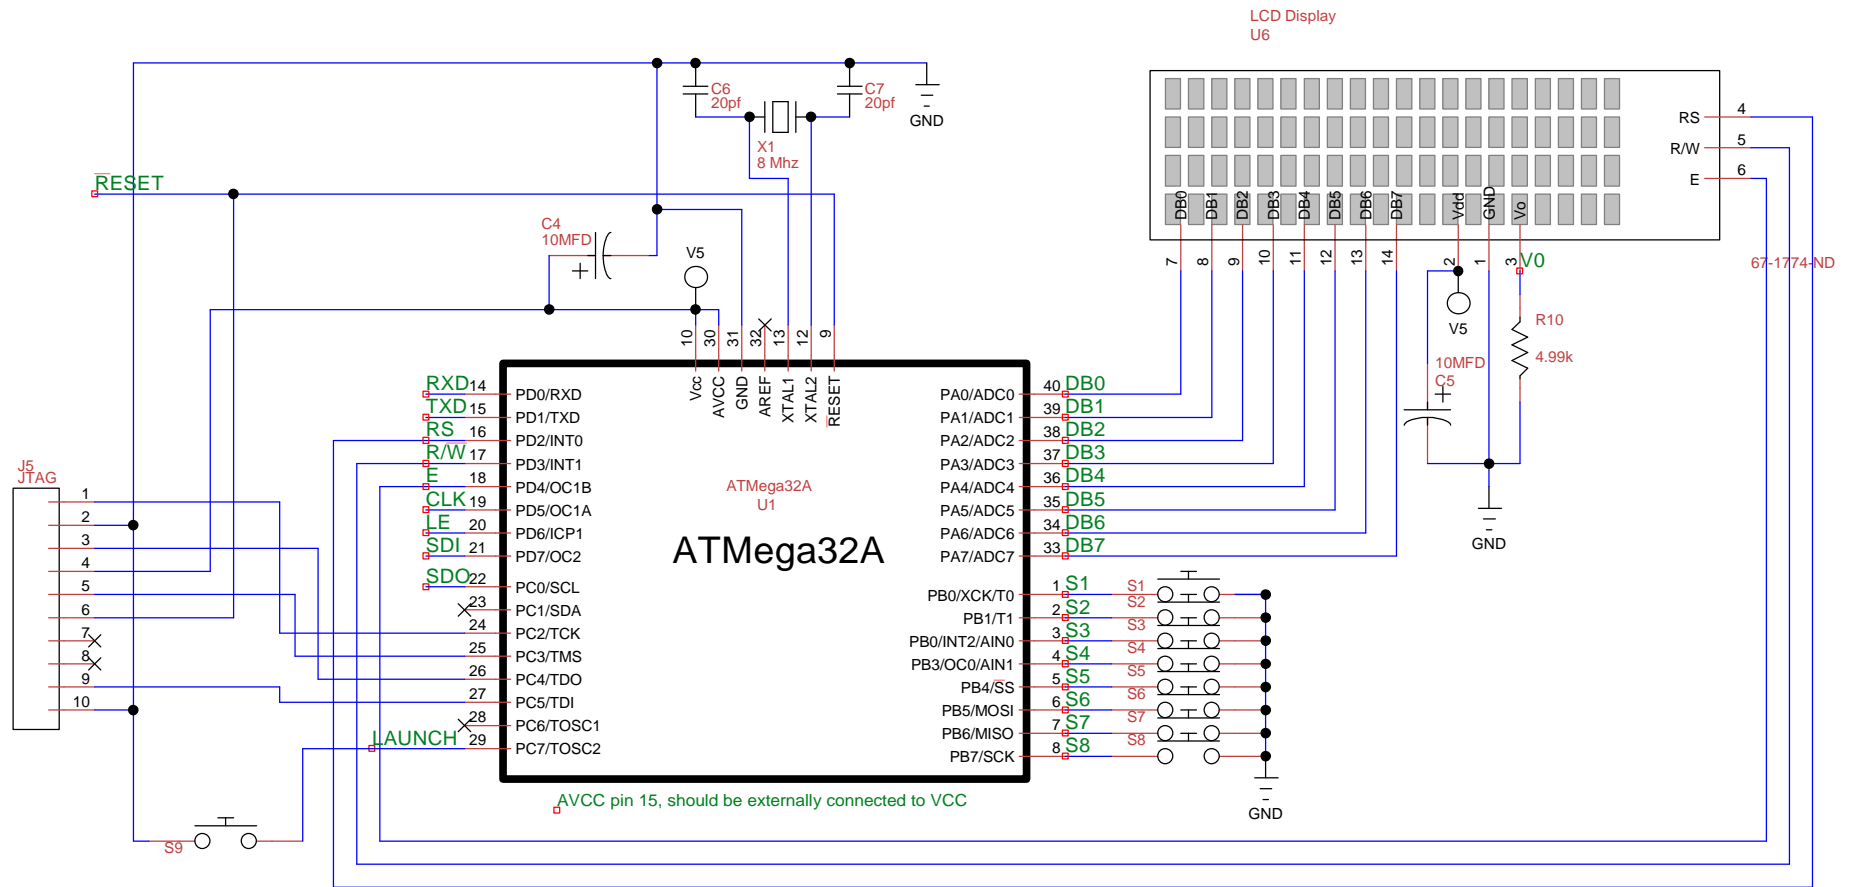 LCD Display
U6
C6
20pf
C7
20pf
GND
X1
8 Mhz
RESET
C4
10MFD
V5
RS
4
R/W
5
E
6
DB0
DB1
DB2
DB3
DB4
DB5
DB6
DB7
Vdd
GND
Vo
7
8
9
10
11
12
13
14
2
1
3
V0
67-1774-ND
V5
R10
4.99k
10MFD
C5
GND
10
30
31
32
13
12
9
Vcc
AVCC
GND
AREF
XTAL1
XTAL2
RESET
RXD 14 PD0/RXD
TXD 15 PD1/TXD
RS 16 PD2/INT0
R/W 17 PD3/INT1
E 18 PD4/OC1B
CLK 19 PD5/OC1A
LE 20 PD6/ICP1
SDI 21 PD7/OC2
SDO 22 PC0/SCL
23 PC1/SDA
24 PC2/TCK
25 PC3/TMS
26 PC4/TDO
27 PC5/TDI
28 PC6/TOSC1
LAUNCH 29 PC7/TOSC2
ATMega32A
U1
ATMega32A
PA0/ADC0 40 DB0
PA1/ADC1 39 DB1
PA2/ADC2 38 DB2
PA3/ADC3 37 DB3
PA4/ADC4 36 DB4
PA5/ADC5 35 DB5
PA6/ADC6 34 DB6
PA7/ADC7 33 DB7
PB0/XCK/T0 1 S1 S1
PB1/T1 2 S2 S2
PB0/INT2/AIN0 3 S3 S3
PB3/OC0/AIN1 4 S4 S4
PB4/SS 5 S5 S5
PB5/MOSI 6 S6 S6
PB6/MISO 7 S7 S7
PB7/SCK 8 S8 S8
GND
J5
JTAG
1
2
3
4
5
6
7
8
9
10
S9
AVCC pin 15, should be externally connected to VCC